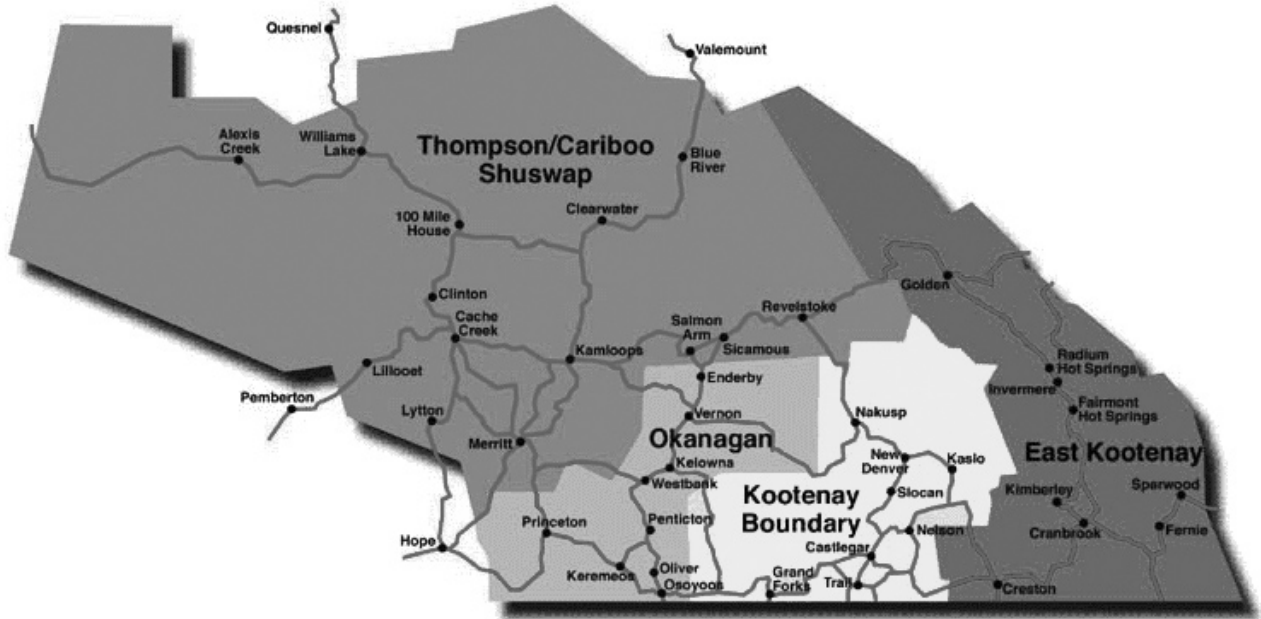 Quesnel
Valemount
Alexis
Creek
Williams
Lake
Thompson/Cariboo
Shuswap
Blue
River
100 Mile
House
Clearwater
Golden
Clinton
Revelstoke
Cache
Creek
Salmon
Arm
Sicamous
Kamloops
Lillooet
Radium
Hot Springs
Enderby
Invermere
Pemberton
Fairmont
Hot Springs
Lytton
Vernon
Nakusp
Merritt
Okanagan
New
Denver
Kaslo
East Kootenay
Kelowna
Westbank
Slocan
Kimberley
Sparwood
Kootenay
Boundary
Princeton
Penticton
Nelson
Cranbrook
Fernie
Hope
Castlegar
Keremeos
Oliver
Osoyoos
Grand
Forks
Trail
Creston